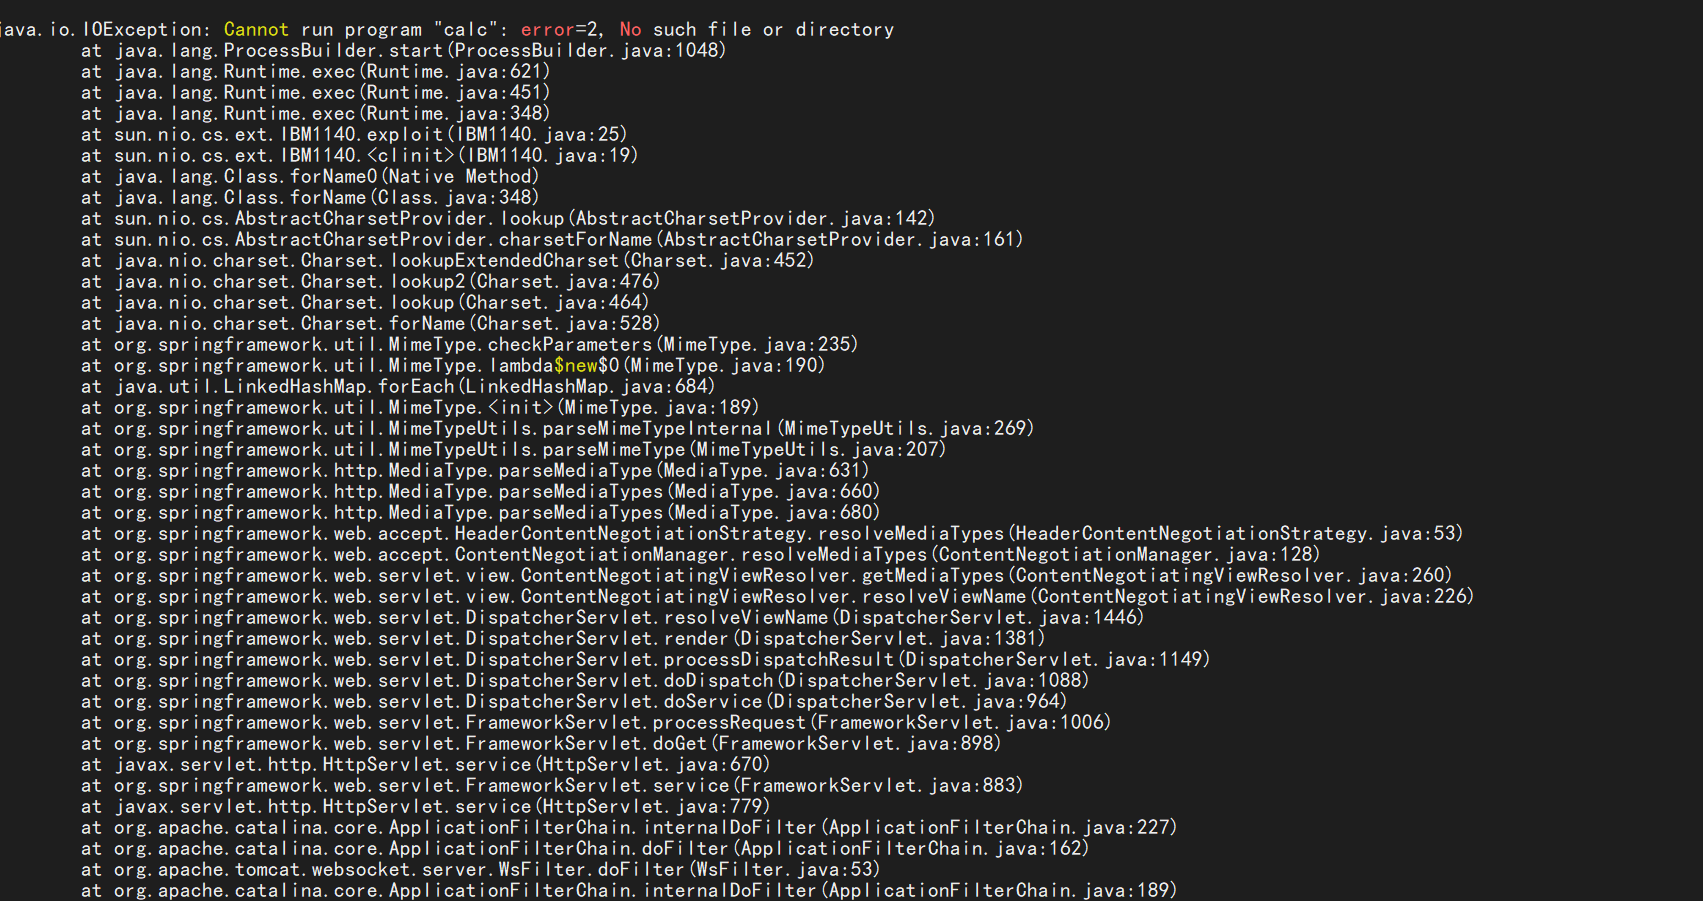 java.io.IOException: Cannot run program "calc": error=2, No such file or directory
at java.lang.ProcessBuilder.start(ProcessBuilder.java:1048)
at java.lang.Runtime.exec(Runtime.java:621)
at java.lang.Runtime.exec(Runtime.java:451)
at java.lang.Runtime.exec(Runtime.java:348)
at sun.nio.cs.ext.IBM1140.exploit(IBM1140.java:25)
at sun.nio.cs.ext.IBM1140.<clinit>(IBM1140.java:19)
at java.lang.Class.forName0(Native Method)
at java.lang.Class.forName(Class.java:348)
at sun.nio.cs.AbstractCharsetProvider.lookup(AbstractCharsetProvider.java:142)
at sun.nio.cs.AbstractCharsetProvider.charsetForName(AbstractCharsetProvider.java:161)
at java.nio.charset.Charset.lookupExtendedCharset(Charset.java:452)
at java.nio.charset.Charset.lookup2(Charset.java:476)
at java.nio.charset.Charset.lookup(Charset.java:464)
at java.nio.charset.Charset.forName(Charset.java:528)
at org.springframework.util.MimeType.checkParameters(MimeType.java:235)
at org.springframework.util.MimeType.lambda$new$0(MimeType.java:190)
at java.util.LinkedHashMap.forEach(LinkedHashMap.java:684)
at org.springframework.util.MimeType.<init>(MimeType.java:189)
at org.springframework.util.MimeTypeUtils.parseMimeTypeInternal(MimeTypeUtils.java:269)
at org.springframework.util.MimeTypeUtils.parseMimeType(MimeTypeUtils.java:207)
at org.springframework.http.MediaType.parseMediaType(MediaType.java:631)
at org.springframework.http.MediaType.parseMediaTypes(MediaType.java:660)
at org.springframework.http.MediaType.parseMediaTypes(MediaType.java:680)
at org.springframework.web.accept.HeaderContentNegotiationStrategy.resolveMediaTypes(HeaderContentNegotiationStrategy.java:53)
at org.springframework.web.accept.ContentNegotiationManager.resolveMediaTypes(ContentNegotiationManager.java:128)
at org.springframework.web.servlet.view.ContentNegotiatingViewResolver.getMediaTypes(ContentNegotiatingViewResolver.java:260)
at org.springframework.web.servlet.view.ContentNegotiatingViewResolver.resolveViewName(ContentNegotiatingViewResolver.java:226)
at org.springframework.web.servlet.DispatcherServlet.resolveViewName(DispatcherServlet.java:1446)
at org.springframework.web.servlet.DispatcherServlet.render(DispatcherServlet.java:1381)
at org.springframework.web.servlet.DispatcherServlet.processDispatchResult(DispatcherServlet.java:1149)
at org.springframework.web.servlet.DispatcherServlet.doDispatch(DispatcherServlet.java:1088)
at org.springframework.web.servlet.DispatcherServlet.doService(DispatcherServlet.java:964)
at org.springframework.web.servlet.FrameworkServlet.processRequest(FrameworkServlet.java:1006)
at org.springframework.web.servlet.FrameworkServlet.doGet(FrameworkServlet.java:898)
at javax.servlet.http.HttpServlet.service(HttpServlet.java:670)
at org.springframework.web.servlet.FrameworkServlet.service(FrameworkServlet.java:883)
at javax.servlet.http.HttpServlet.service(HttpServlet.java:779)
at org.apache.catalina.core.ApplicationFilterChain.internalDoFilter(ApplicationFilterChain.java:227)
at org.apache.catalina.core.ApplicationFilterChain.doFilter(ApplicationFilterChain.java:162)
at org.apache.tomcat.websocket.server.WsFilter.doFilter(WsFilter.java:53)
at org.apache.catalina.core.ApplicationFilterChain.internalDoFilter(ApplicationFilterChain.java:189)